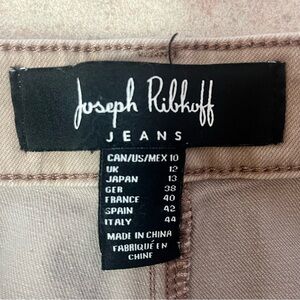 Joseph Ribkoff
JEANS
CAN/US/MEX 10
UK 12
JAPAN 13
GER 38
FRANCE 40
SPAIN 42
ITALY 44
MADE IN CHINA
FABRIQUÉ EN
CHINE